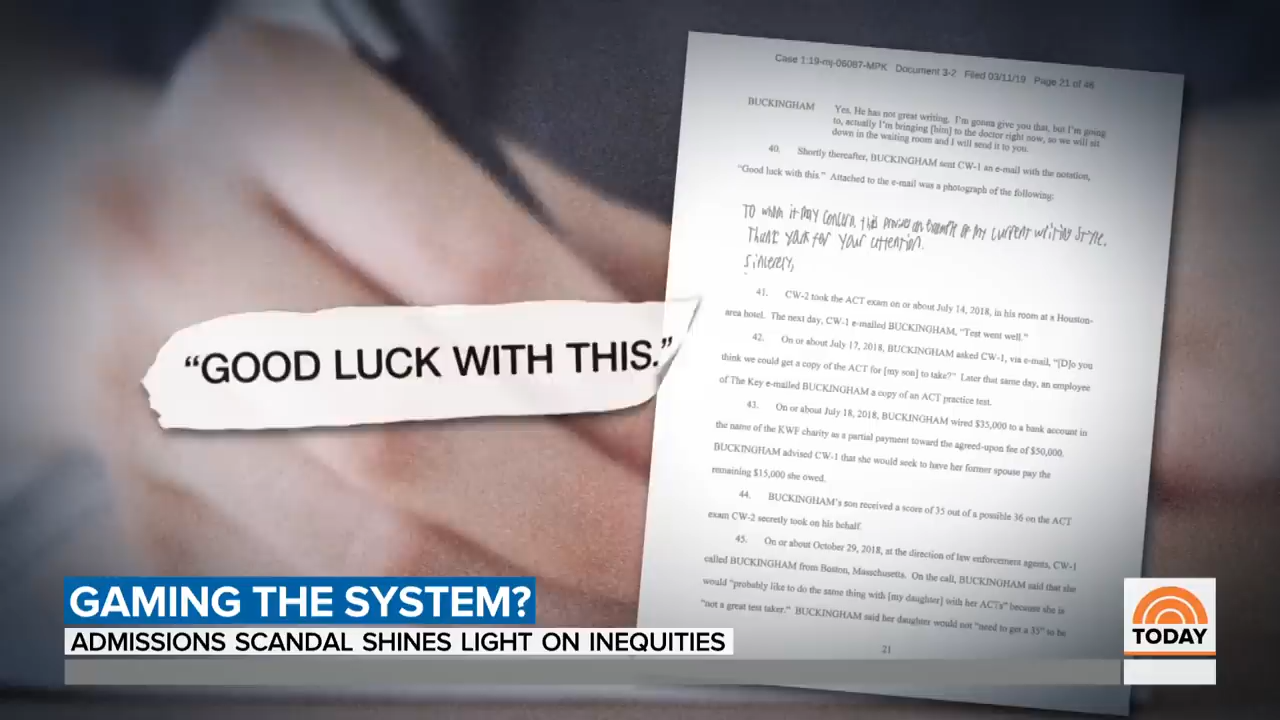 Case 1:19-mj-06087-MPK Document 3-2 Filed 03/11/19 Page 21 of 46
BUCKINGHAM Yes. He has not great writing. I'm gonna give you that, but I'm going
to, actually I'm bringing [him] to the doctor right now, so we will sit
down in the waiting room and I will send it to you.
40. Shortly thereafter, BUCKINGHAM sent CW-1 an e-mail with the notation,
"Good luck with this." Attached to the e-mail was a photograph of the following:
To whom it may concern, this provides an example of my current writing style.
Thank you for your attention.
Sincerely,
41. CW-2 took the ACT exam on or about July 14, 2018, in his room at a Houston-
area hotel. The next day, CW-1 e-mailed BUCKINGHAM, "Test went well."
42. On or about July 17, 2018, BUCKINGHAM asked CW-1, via e-mail, "[D]o you
think we could get a copy of the ACT for [my son] to take?" Later that same day, an employee
of The Key e-mailed BUCKINGHAM a copy of an ACT practice test.
43. On or about July 18, 2018, BUCKINGHAM wired $35,000 to a bank account in
the name of the KWF charity as a partial payment toward the agreed-upon fee of $50,000.
BUCKINGHAM advised CW-1 that she would seek to have her former spouse pay the
remaining $15,000 she owed.
44. BUCKINGHAM's son received a score of 35 out of a possible 36 on the ACT
exam CW-2 secretly took on his behalf.
45. On or about October 29, 2018, at the direction of law enforcement agents, CW-1
called BUCKINGHAM from Boston, Massachusetts. On the call, BUCKINGHAM said that she
would "probably like to do the same thing with [my daughter] with her ACTs" because she is
"not a great test taker." BUCKINGHAM said her daughter would not "need to get a 35" to be
21
"GOOD LUCK WITH THIS."
GAMING THE SYSTEM?
ADMISSIONS SCANDAL SHINES LIGHT ON INEQUITIES
TODAY